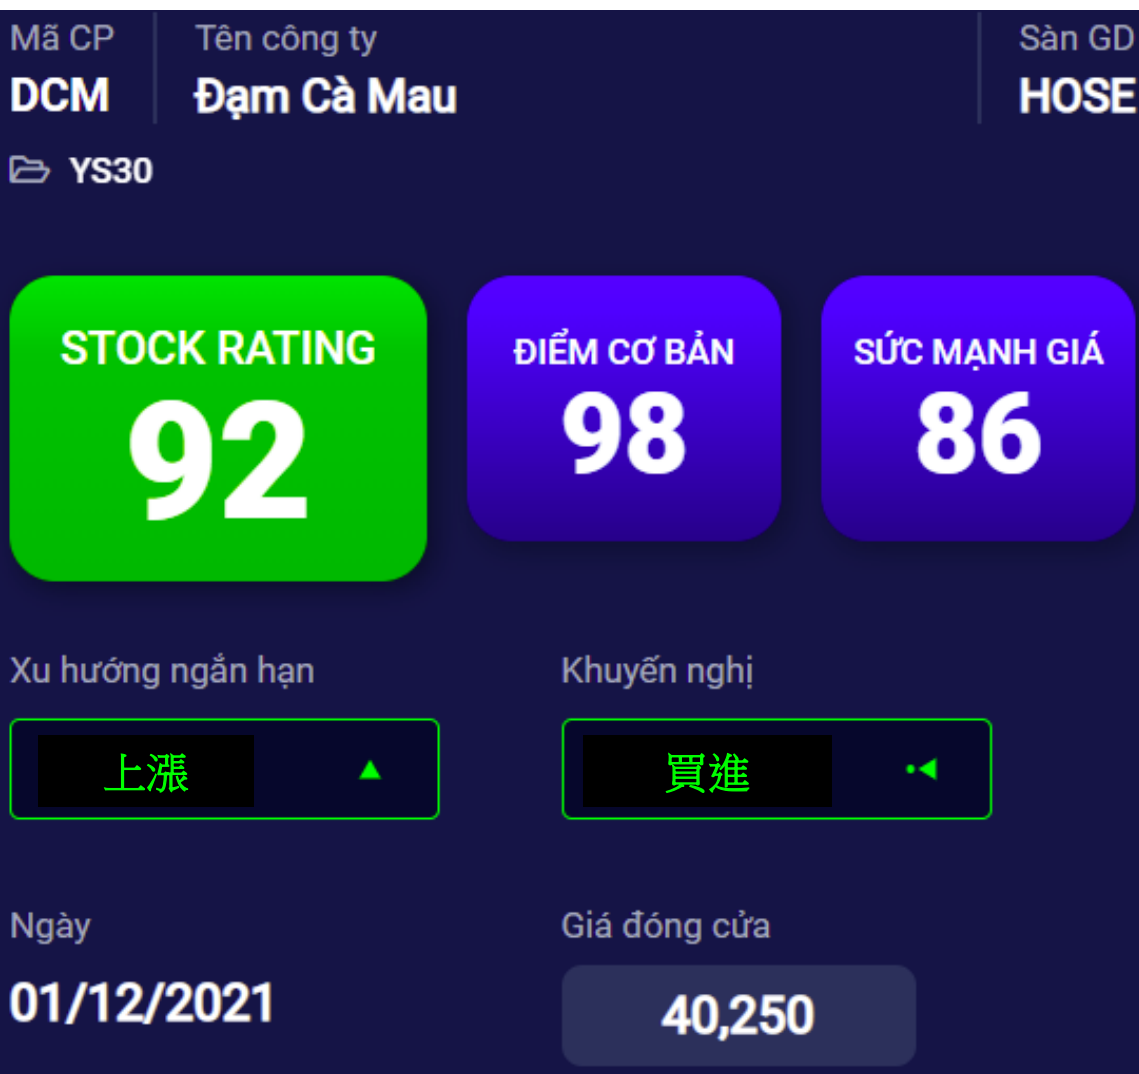 Mã CP
Tên công ty
Sàn GD
DCM
Đạm Cà Mau
HOSE
YS30
STOCK RATING
92
ĐIỂM CƠ BẢN
98
SỨC MẠNH GIÁ
86
Xu hướng ngắn hạn
Khuyến nghị
上漲
買進
Ngày
Giá đóng cửa
01/12/2021
40,250